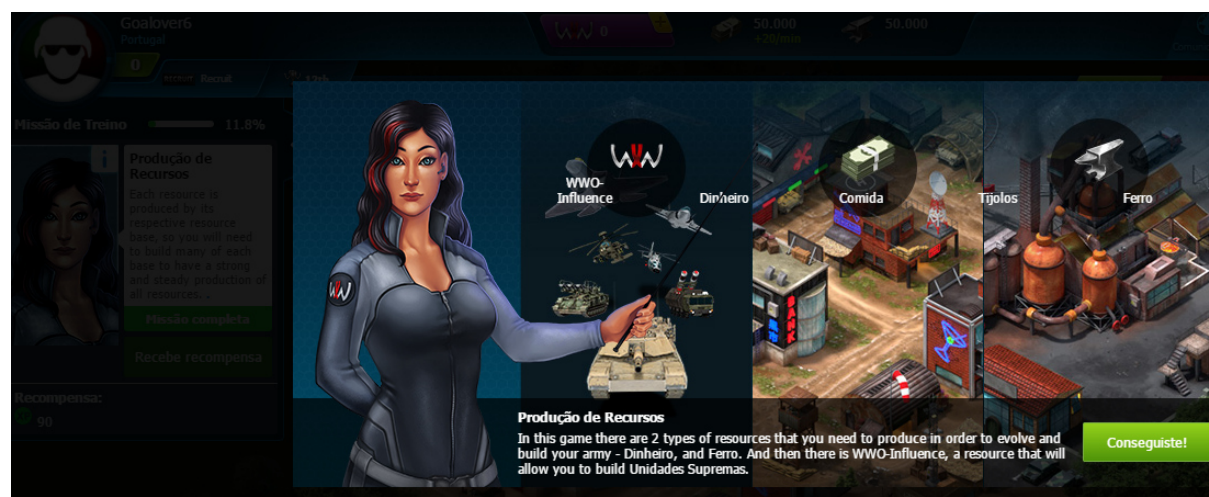 Goalover6
Portugal
0
50.000
+20/min
50.000
0
Recruit
12th
Missão de Treino
11.8%
Produção de
Recursos
Each resource is
produced by its
respective resource
base, so you will need
to build many of each
base to have a strong
and steady production of
all resources. .
Missão completa
Recebe recompensa
Recompensa:
90
WWO-
Influence
Dinheiro
Comida
Tijolos
Ferro
BANK
Produção de Recursos
In this game there are 2 types of resources that you need to produce in order to evolve and
build your army - Dinheiro, and Ferro. And then there is WWO-Influence, a resource that will
allow you to build Unidades Supremas.
Conseguiste!